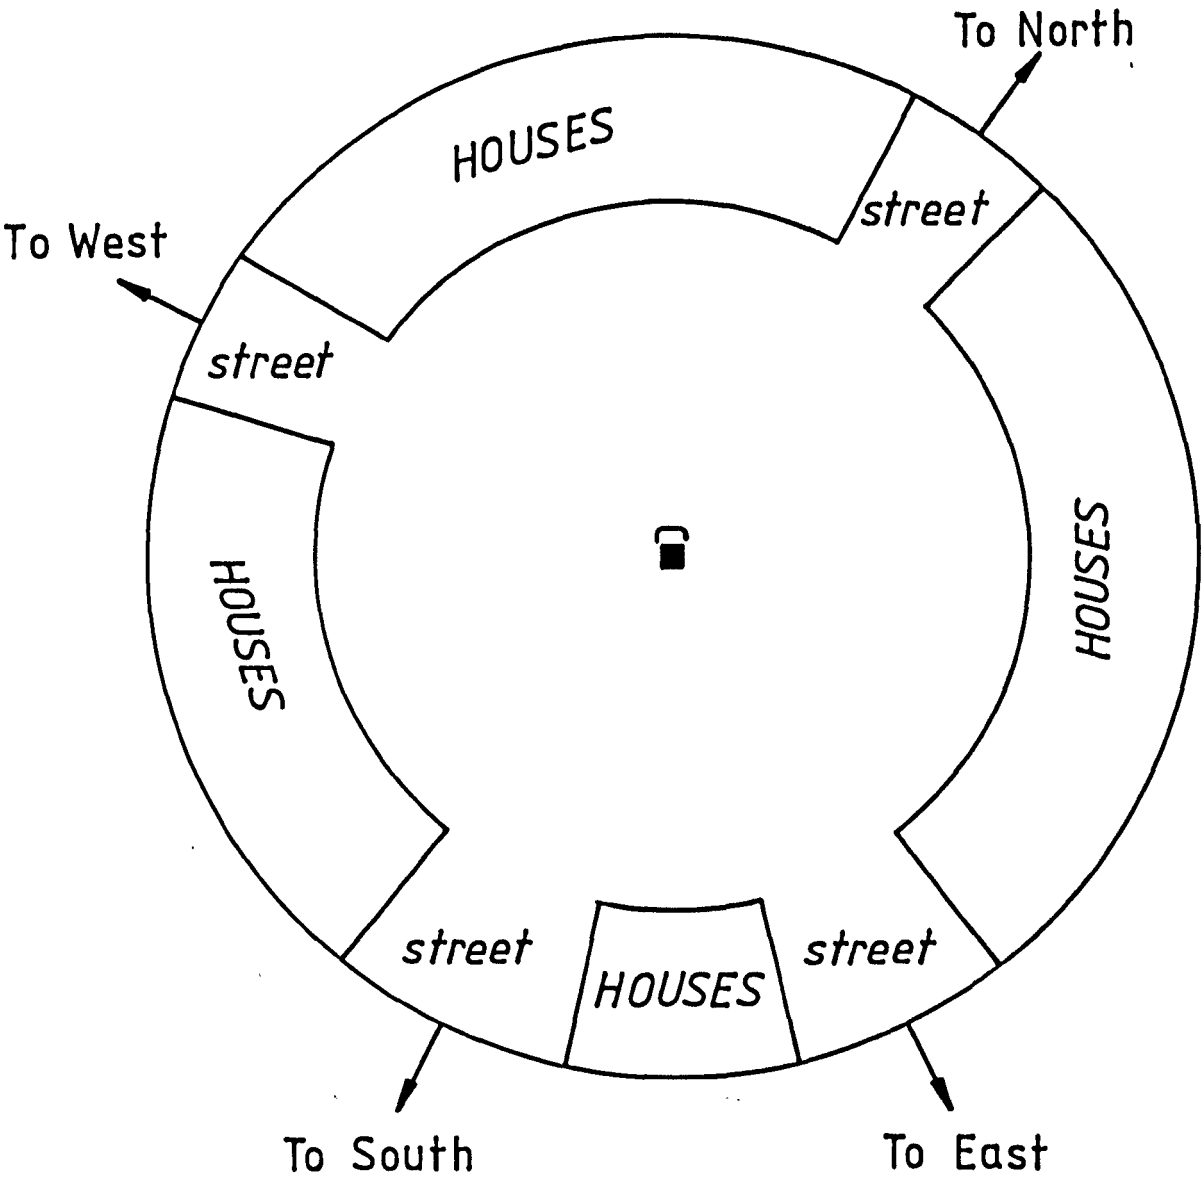 To North
HOUSES
street
To West
street
HOUSES
HOUSES
street
street
HOUSES
To South
To East